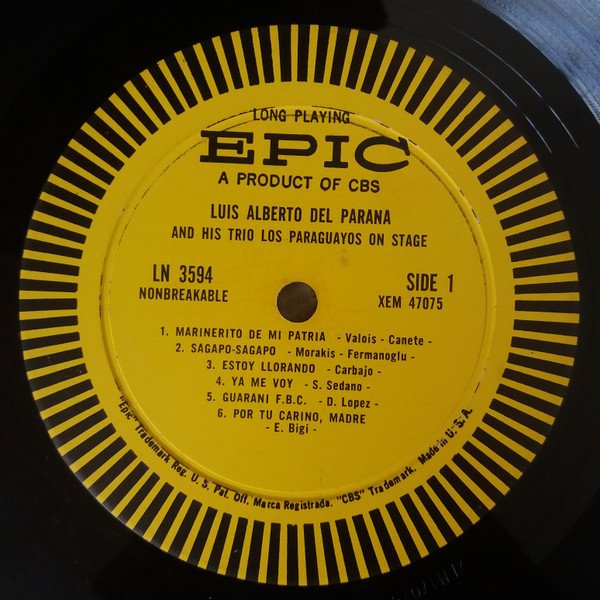 LONG PLAYING
EPIC
A PRODUCT OF CBS
LUIS ALBERTO DEL PARANA
AND HIS TRIO LOS PARAGUAYOS ON STAGE
LN 3594
NONBREAKABLE
SIDE 1
XEM 47075
1. MARINERITO DE MI PATRIA - Valois - Canete -
2. SAGAPO-SAGAPO - Morakis - Fermanoglu -
3. ESTOY LLORANDO - Carbajo -
4. YA ME VOY - S. Sedano -
5. GUARANI F.B.C. - D. Lopez -
6. POR TU CARINO, MADRE
- E. Bigi -
"Epic" Trademark Reg. U. S. Pat. Off. Marca Registrada. "CBS" Trademark. Made in U. S. A.